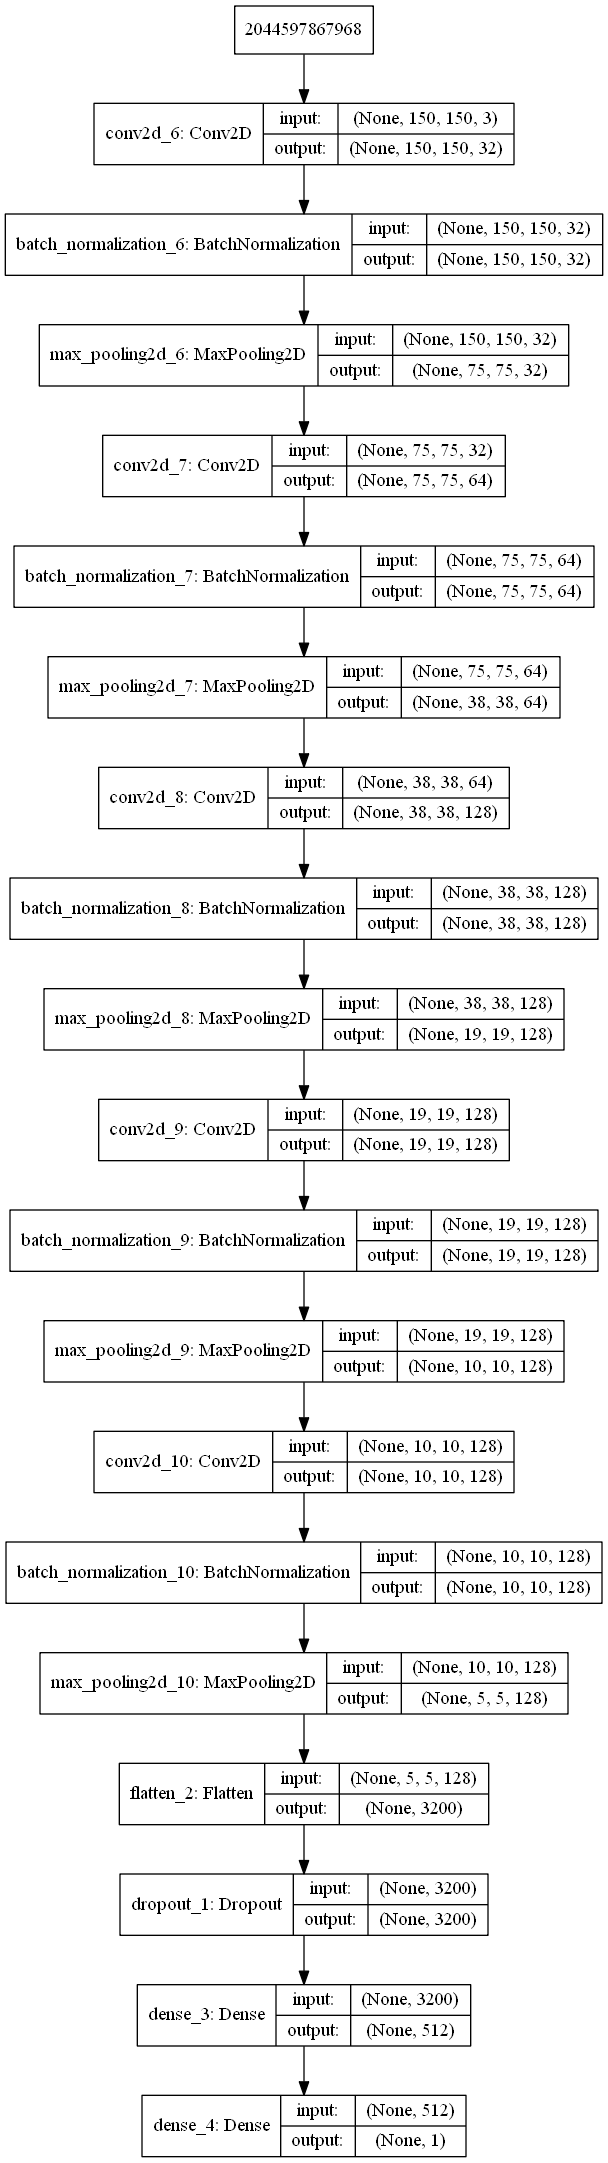 2044597867968
conv2d_6: Conv2D
input: (None, 150, 150, 3)
output: (None, 150, 150, 32)
batch_normalization_6: BatchNormalization
input: (None, 150, 150, 32)
output: (None, 150, 150, 32)
max_pooling2d_6: MaxPooling2D
input: (None, 150, 150, 32)
output: (None, 75, 75, 32)
conv2d_7: Conv2D
input: (None, 75, 75, 32)
output: (None, 75, 75, 64)
batch_normalization_7: BatchNormalization
input: (None, 75, 75, 64)
output: (None, 75, 75, 64)
max_pooling2d_7: MaxPooling2D
input: (None, 75, 75, 64)
output: (None, 38, 38, 64)
conv2d_8: Conv2D
input: (None, 38, 38, 64)
output: (None, 38, 38, 128)
batch_normalization_8: BatchNormalization
input: (None, 38, 38, 128)
output: (None, 38, 38, 128)
max_pooling2d_8: MaxPooling2D
input: (None, 38, 38, 128)
output: (None, 19, 19, 128)
conv2d_9: Conv2D
input: (None, 19, 19, 128)
output: (None, 19, 19, 128)
batch_normalization_9: BatchNormalization
input: (None, 19, 19, 128)
output: (None, 19, 19, 128)
max_pooling2d_9: MaxPooling2D
input: (None, 19, 19, 128)
output: (None, 10, 10, 128)
conv2d_10: Conv2D
input: (None, 10, 10, 128)
output: (None, 10, 10, 128)
batch_normalization_10: BatchNormalization
input: (None, 10, 10, 128)
output: (None, 10, 10, 128)
max_pooling2d_10: MaxPooling2D
input: (None, 10, 10, 128)
output: (None, 5, 5, 128)
flatten_2: Flatten
input: (None, 5, 5, 128)
output: (None, 3200)
dropout_1: Dropout
input: (None, 3200)
output: (None, 3200)
dense_3: Dense
input: (None, 3200)
output: (None, 512)
dense_4: Dense
input: (None, 512)
output: (None, 1)